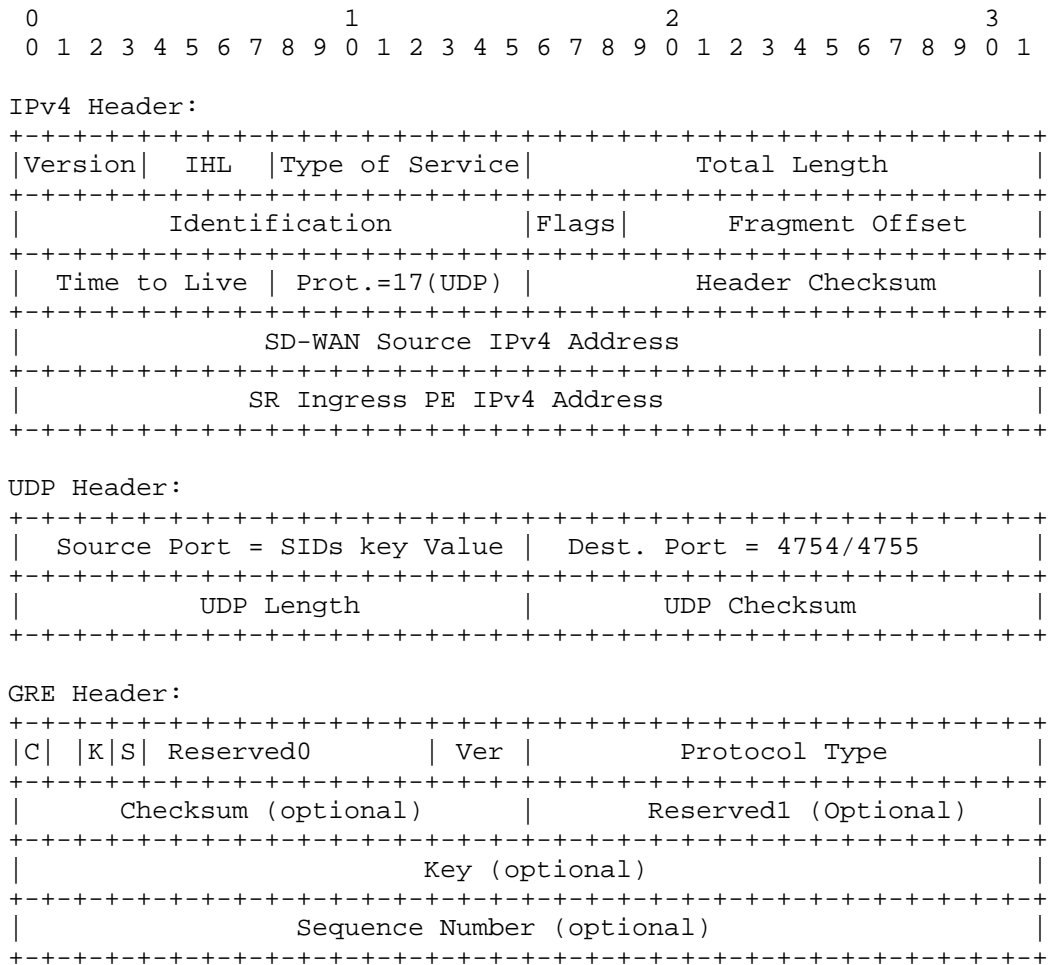 0                   1                   2                   3
 0 1 2 3 4 5 6 7 8 9 0 1 2 3 4 5 6 7 8 9 0 1 2 3 4 5 6 7 8 9 0 1
IPv4 Header:
+-+-+-+-+-+-+-+-+-+-+-+-+-+-+-+-+-+-+-+-+-+-+-+-+-+-+-+-+-+-+-+-+
|Version|  IHL  |Type of Service|          Total Length         |
+-+-+-+-+-+-+-+-+-+-+-+-+-+-+-+-+-+-+-+-+-+-+-+-+-+-+-+-+-+-+-+-+
|         Identification        |Flags|      Fragment Offset    |
+-+-+-+-+-+-+-+-+-+-+-+-+-+-+-+-+-+-+-+-+-+-+-+-+-+-+-+-+-+-+-+-+
|  Time to Live | Prot.=17(UDP) |          Header Checksum      |
+-+-+-+-+-+-+-+-+-+-+-+-+-+-+-+-+-+-+-+-+-+-+-+-+-+-+-+-+-+-+-+-+
|               SD-WAN Source IPv4 Address                      |
+-+-+-+-+-+-+-+-+-+-+-+-+-+-+-+-+-+-+-+-+-+-+-+-+-+-+-+-+-+-+-+-+
|              SR Ingress PE IPv4 Address                       |
+-+-+-+-+-+-+-+-+-+-+-+-+-+-+-+-+-+-+-+-+-+-+-+-+-+-+-+-+-+-+-+-+
UDP Header:
+-+-+-+-+-+-+-+-+-+-+-+-+-+-+-+-+-+-+-+-+-+-+-+-+-+-+-+-+-+-+-+-+
|  Source Port = SIDs key Value |  Dest. Port = 4754/4755       |
+-+-+-+-+-+-+-+-+-+-+-+-+-+-+-+-+-+-+-+-+-+-+-+-+-+-+-+-+-+-+-+-+
|           UDP Length          |        UDP Checksum           |
+-+-+-+-+-+-+-+-+-+-+-+-+-+-+-+-+-+-+-+-+-+-+-+-+-+-+-+-+-+-+-+-+
GRE Header:
+-+-+-+-+-+-+-+-+-+-+-+-+-+-+-+-+-+-+-+-+-+-+-+-+-+-+-+-+-+-+-+-+
|C| |K|S| Reserved0       | Ver |         Protocol Type         |
+-+-+-+-+-+-+-+-+-+-+-+-+-+-+-+-+-+-+-+-+-+-+-+-+-+-+-+-+-+-+-+-+
|      Checksum (optional)      |       Reserved1 (Optional)    |
+-+-+-+-+-+-+-+-+-+-+-+-+-+-+-+-+-+-+-+-+-+-+-+-+-+-+-+-+-+-+-+-+
|                         Key (optional)                        |
+-+-+-+-+-+-+-+-+-+-+-+-+-+-+-+-+-+-+-+-+-+-+-+-+-+-+-+-+-+-+-+-+
|                 Sequence Number (optional)                    |
+-+-+-+-+-+-+-+-+-+-+-+-+-+-+-+-+-+-+-+-+-+-+-+-+-+-+-+-+-+-+-+-+